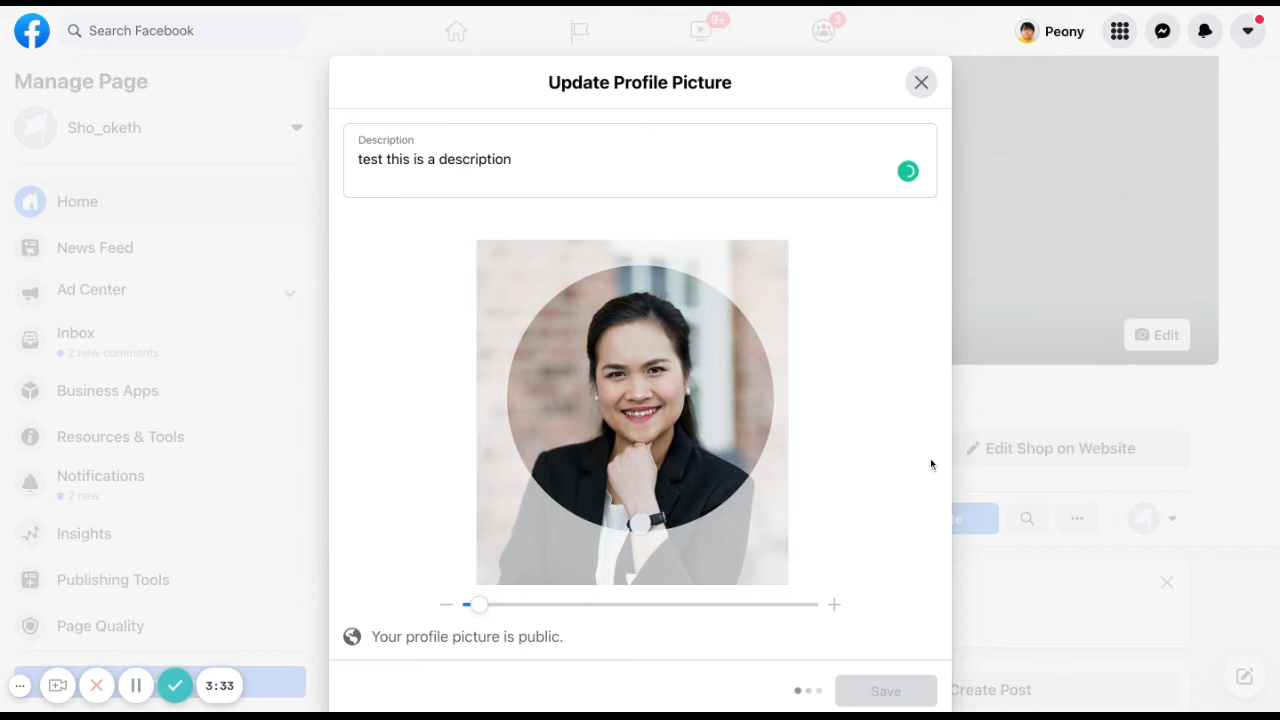 Search Facebook
9+
3
Peony
Manage Page
Sho_oketh
Home
News Feed
Ad Center
Inbox
2 new comments
Business Apps
Resources & Tools
Notifications
2 new
Insights
Publishing Tools
Page Quality
3:33
Update Profile Picture
Description
test this is a description
Your profile picture is public.
Save
Edit
Edit Shop on Website
Create Post